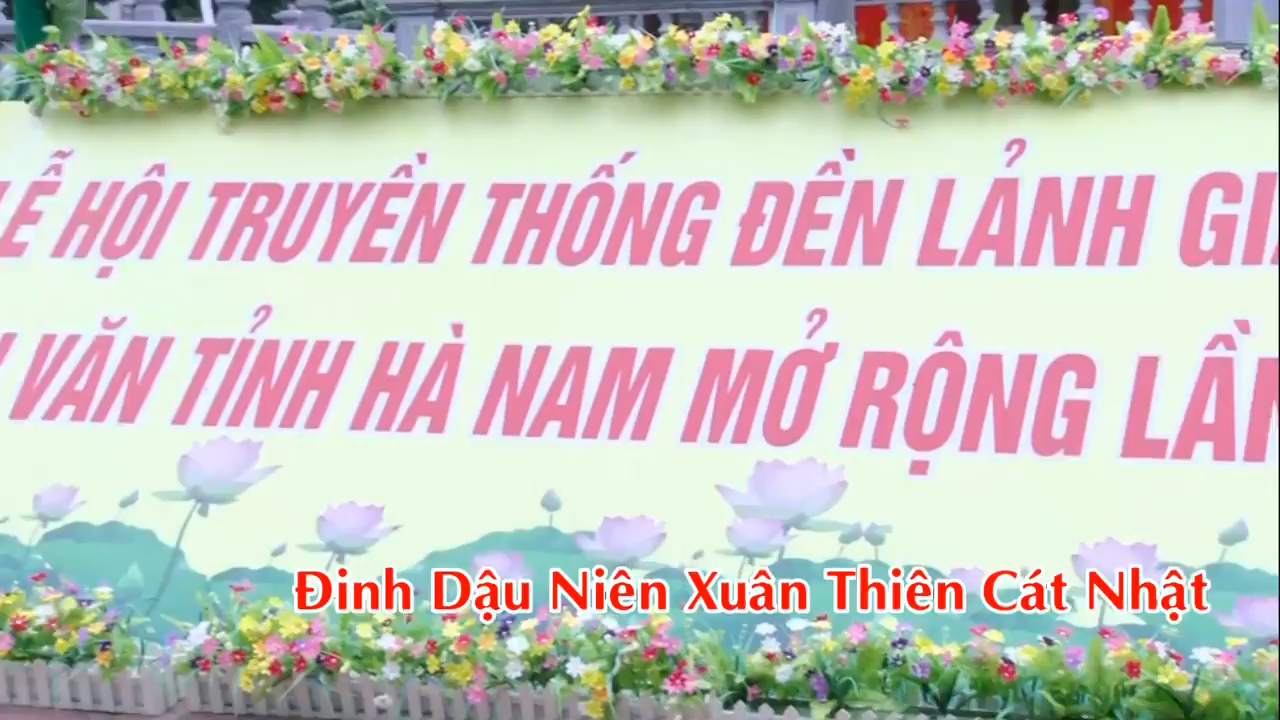 LỄ HỘI TRUYỀN THỐNG ĐỀN LẢNH GI
VĂN TỈNH HÀ NAM MỞ RỘNG LẦN
Đinh Dậu Niên Xuân Thiên Cát Nhật